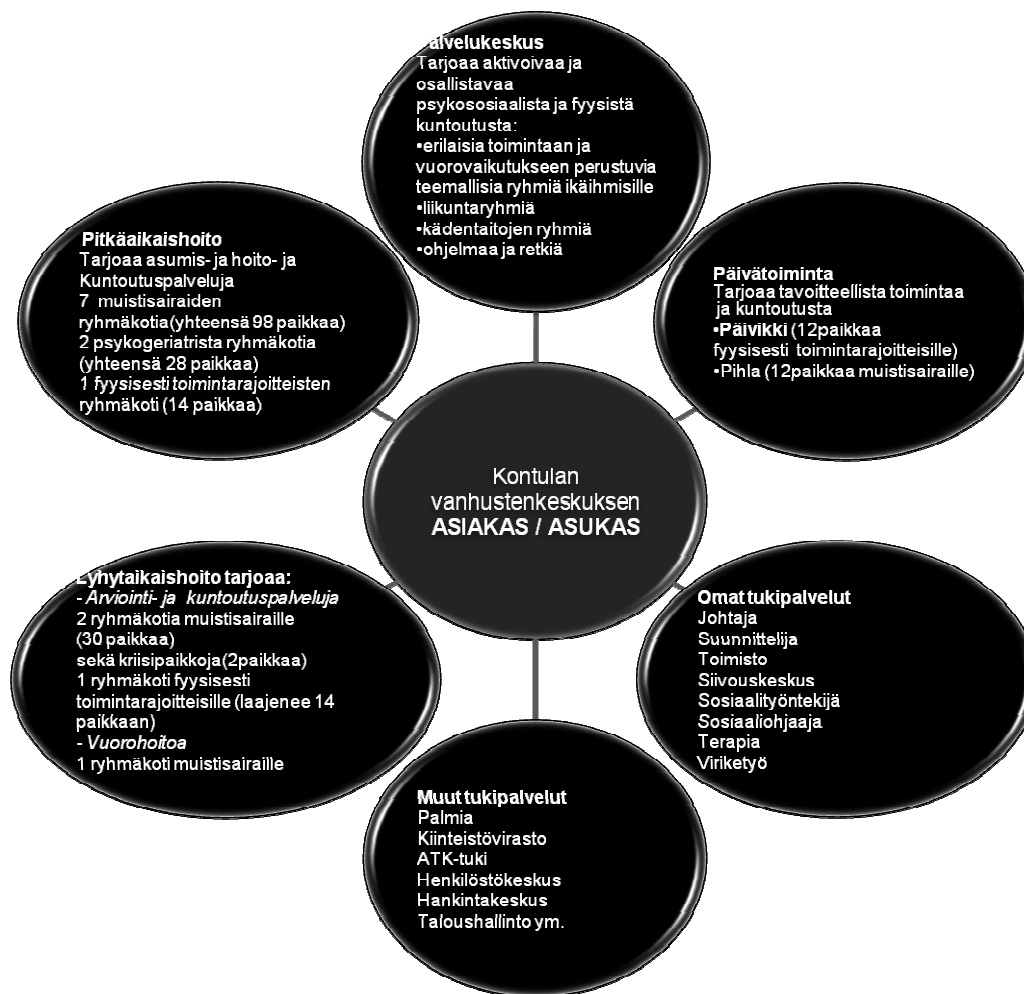 Palvelukeskus
Tarjoaa aktivoivaa ja
osallistavaa
psykososiaalista ja fyysistä
kuntoutusta:
•erilaisia toimintaan ja
vuorovaikutukseen perustuvia
teemallisia ryhmiä ikäihmisille
•liikuntaryhmiä
•kädentaitojen ryhmiä
•ohjelmaa ja retkiä
Pitkäaikaishoito
Tarjoaa asumis- ja hoito- ja
Kuntoutuspalveluja
7 muistisairaiden
ryhmäkotia (yhteensä 98 paikkaa)
2 psykogeriatrista ryhmäkotia
(yhteensä 28 paikkaa)
1 fyysisesti toimintarajoitteisten
ryhmäkoti (14 paikkaa)
Päivätoiminta
Tarjoaa tavoitteellista toimintaa
ja kuntoutusta
•Päivikki (12paikkaa
fyysisesti toimintarajoitteisille)
•Pihla (12paikkaa muistisairaille)
Kontulan
vanhustenkeskuksen
ASIAKAS / ASUKAS
Lyhytaikaishoito tarjoaa:
- Arviointi- ja kuntoutuspalveluja
2 ryhmäkotia muistisairaille
(30 paikkaa)
sekä kriisipaikkoja (2paikkaa)
1 ryhmäkoti fyysisesti
toimintarajoitteisille (laajenee 14
paikkaan)
- Vuorohoitoa
1 ryhmäkoti muistisairaille
Omat tukipalvelut
Johtaja
Suunnittelija
Toimisto
Siivouskeskus
Sosiaalityöntekijä
Sosiaaliohjaaja
Terapia
Viriketyö
Muut tukipalvelut
Palmia
Kiinteistövirasto
ATK-tuki
Henkilöstökeskus
Hankintakeskus
Taloushallinto ym.